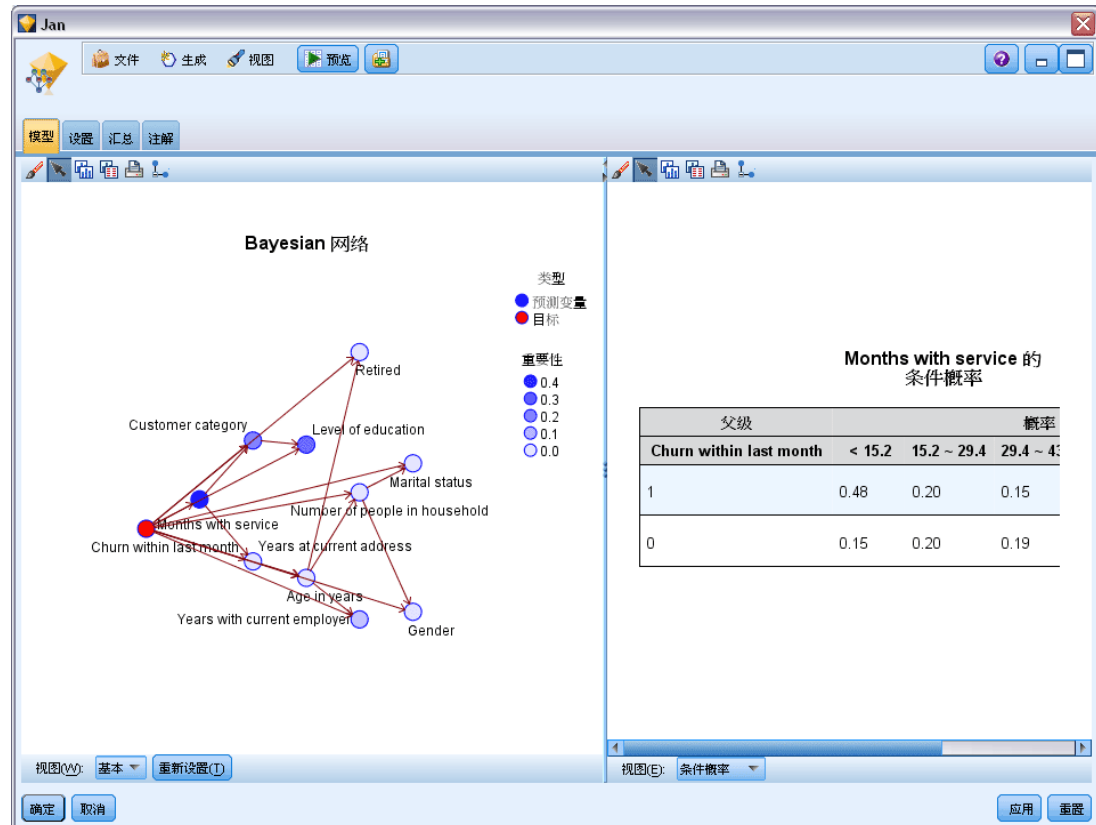 Jan
文件 生成 视图 预览
模型 设置 汇总 注解
Bayesian 网络
类型
预测变量
目标
重要性
0.4
0.3
0.2
0.1
0.0
Retired
Customer category
Level of education
Marital status
Number of people in household
Months with service
Churn within last month
Years at current address
Age in years
Years with current employer
Gender
视图(W): 基本 重新设置(T)
Months with service 的
条件概率
父级 概率
Churn within last month < 15.2 15.2 ~ 29.4 29.4 ~ 43
1 0.48 0.20 0.15
0 0.15 0.20 0.19
视图(E): 条件概率
确定 取消 应用 重置